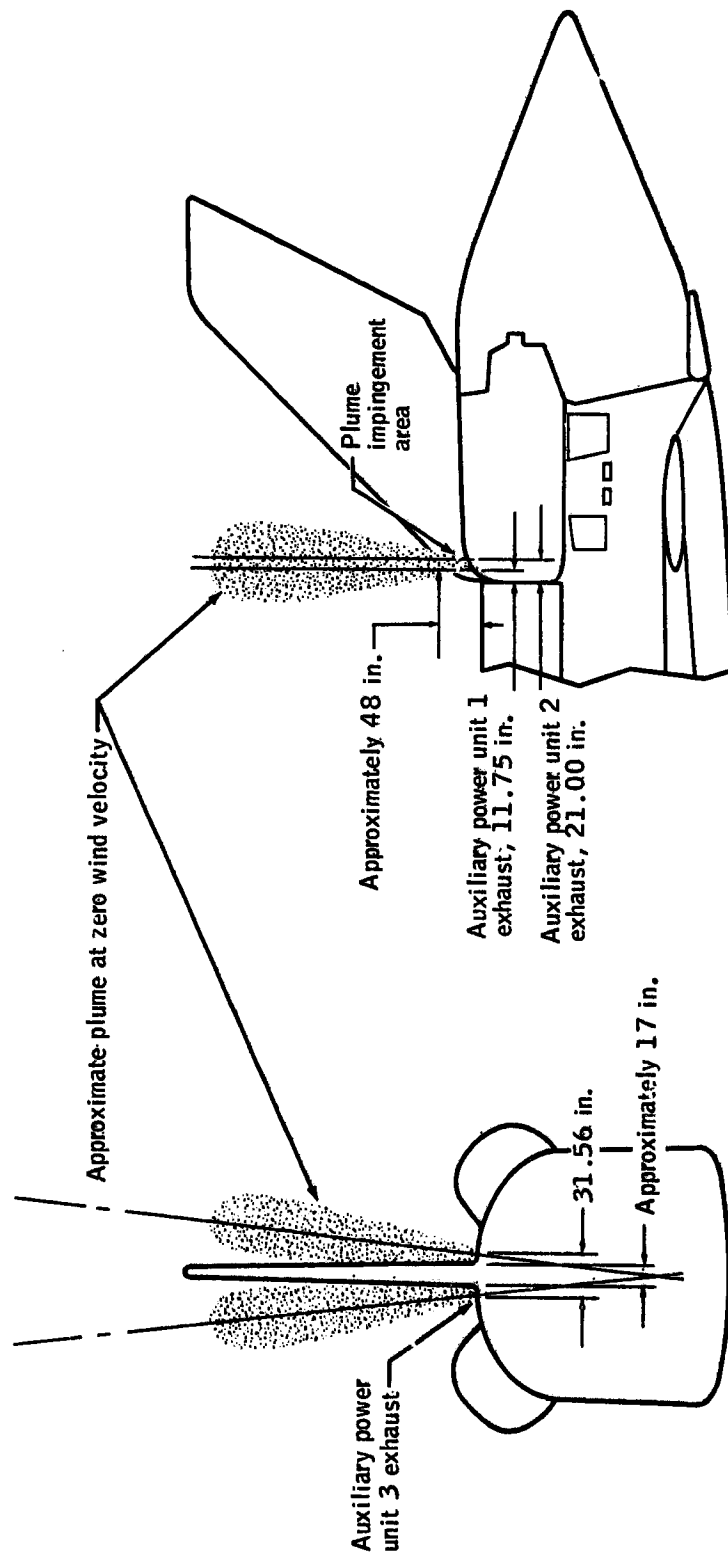 Approximate plume at zero wind velocity
Plume
impingement
area
Approximately 48 in.
Auxiliary power unit 1
exhaust, 11.75 in.
Auxiliary power unit 2
exhaust, 21.00 in.
Auxiliary power
unit 3 exhaust
31.56 in.
Approximately 17 in.